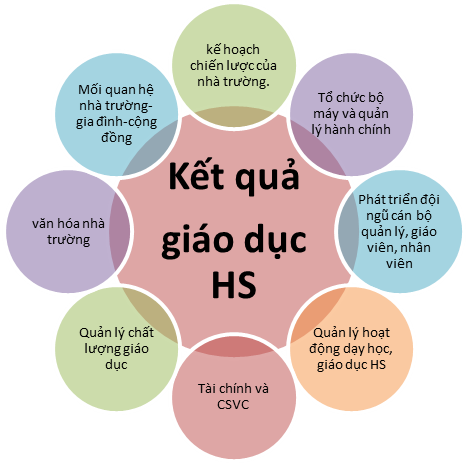 kế hoạch
chiến lược của
nhà trường.
Tổ chức bộ
máy và quản
lý hành chính
Phát triển đội
ngũ cán bộ
quản lý, giáo
viên, nhân
viên
Quản lý hoạt
động dạy học,
giáo dục HS
Tài chính và
CSVC
Quản lý chất
lượng giáo
dục
văn hóa nhà
trường
Mối quan hệ
nhà trường-
gia đình-cộng
đồng
Kết quả
giáo dục
HS